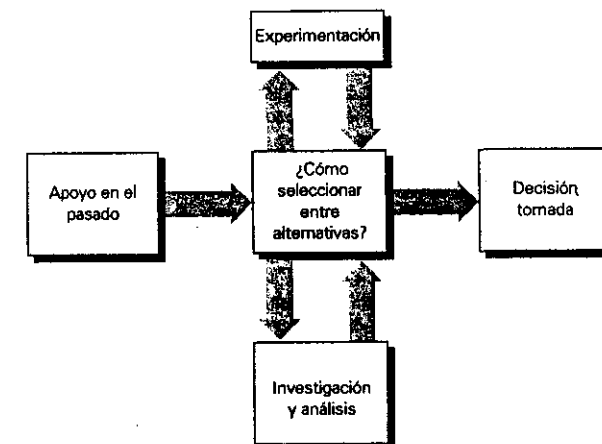 Experimentación
Apoyo en el
pasado
¿Cómo
seleccionar
entre
alternativas?
Decisión
tomada
Investigación
y análisis